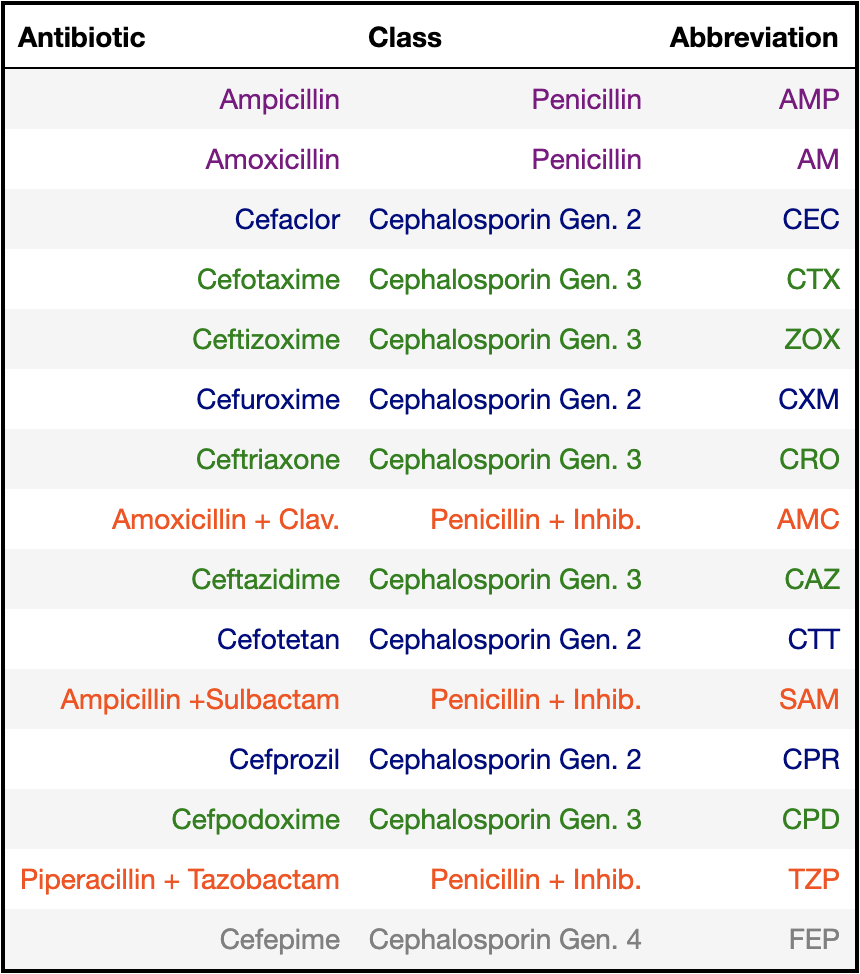 Antibiotic Class Abbreviation
Ampicillin Penicillin AMP
Amoxicillin Penicillin AM
Cefaclor Cephalosporin Gen. 2 CEC
Cefotaxime Cephalosporin Gen. 3 CTX
Ceftizoxime Cephalosporin Gen. 3 ZOX
Cefuroxime Cephalosporin Gen. 2 CXM
Ceftriaxone Cephalosporin Gen. 3 CRO
Amoxicillin + Clav. Penicillin + Inhib. AMC
Ceftazidime Cephalosporin Gen. 3 CAZ
Cefotetan Cephalosporin Gen. 2 CTT
Ampicillin +Sulbactam Penicillin + Inhib. SAM
Cefprozil Cephalosporin Gen. 2 CPR
Cefpodoxime Cephalosporin Gen. 3 CPD
Piperacillin + Tazobactam Penicillin + Inhib. TZP
Cefepime Cephalosporin Gen. 4 FEP